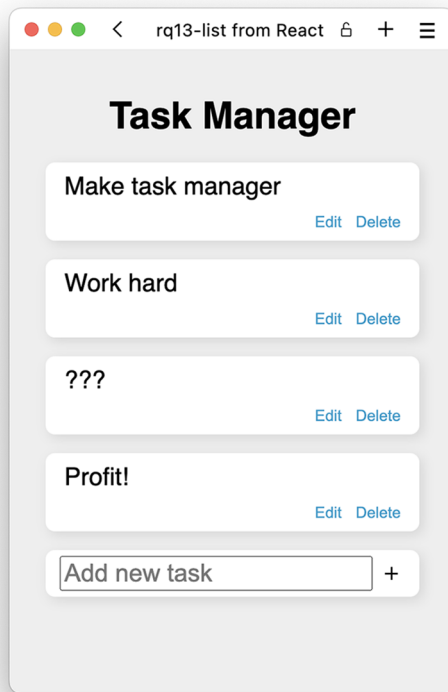 rq13-list from React
Task Manager
Make task manager
Edit Delete
Work hard
Edit Delete
???
Edit Delete
Profit!
Edit Delete
Add new task +